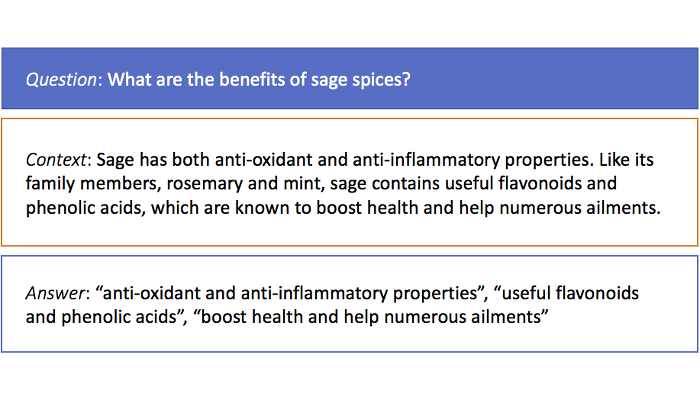 Question: What are the benefits of sage spices?
Context: Sage has both anti-oxidant and anti-inflammatory properties. Like its
family members, rosemary and mint, sage contains useful flavonoids and
phenolic acids, which are known to boost health and help numerous ailments.
Answer: “anti-oxidant and anti-inflammatory properties”, “useful flavonoids
and phenolic acids”, “boost health and help numerous ailments”